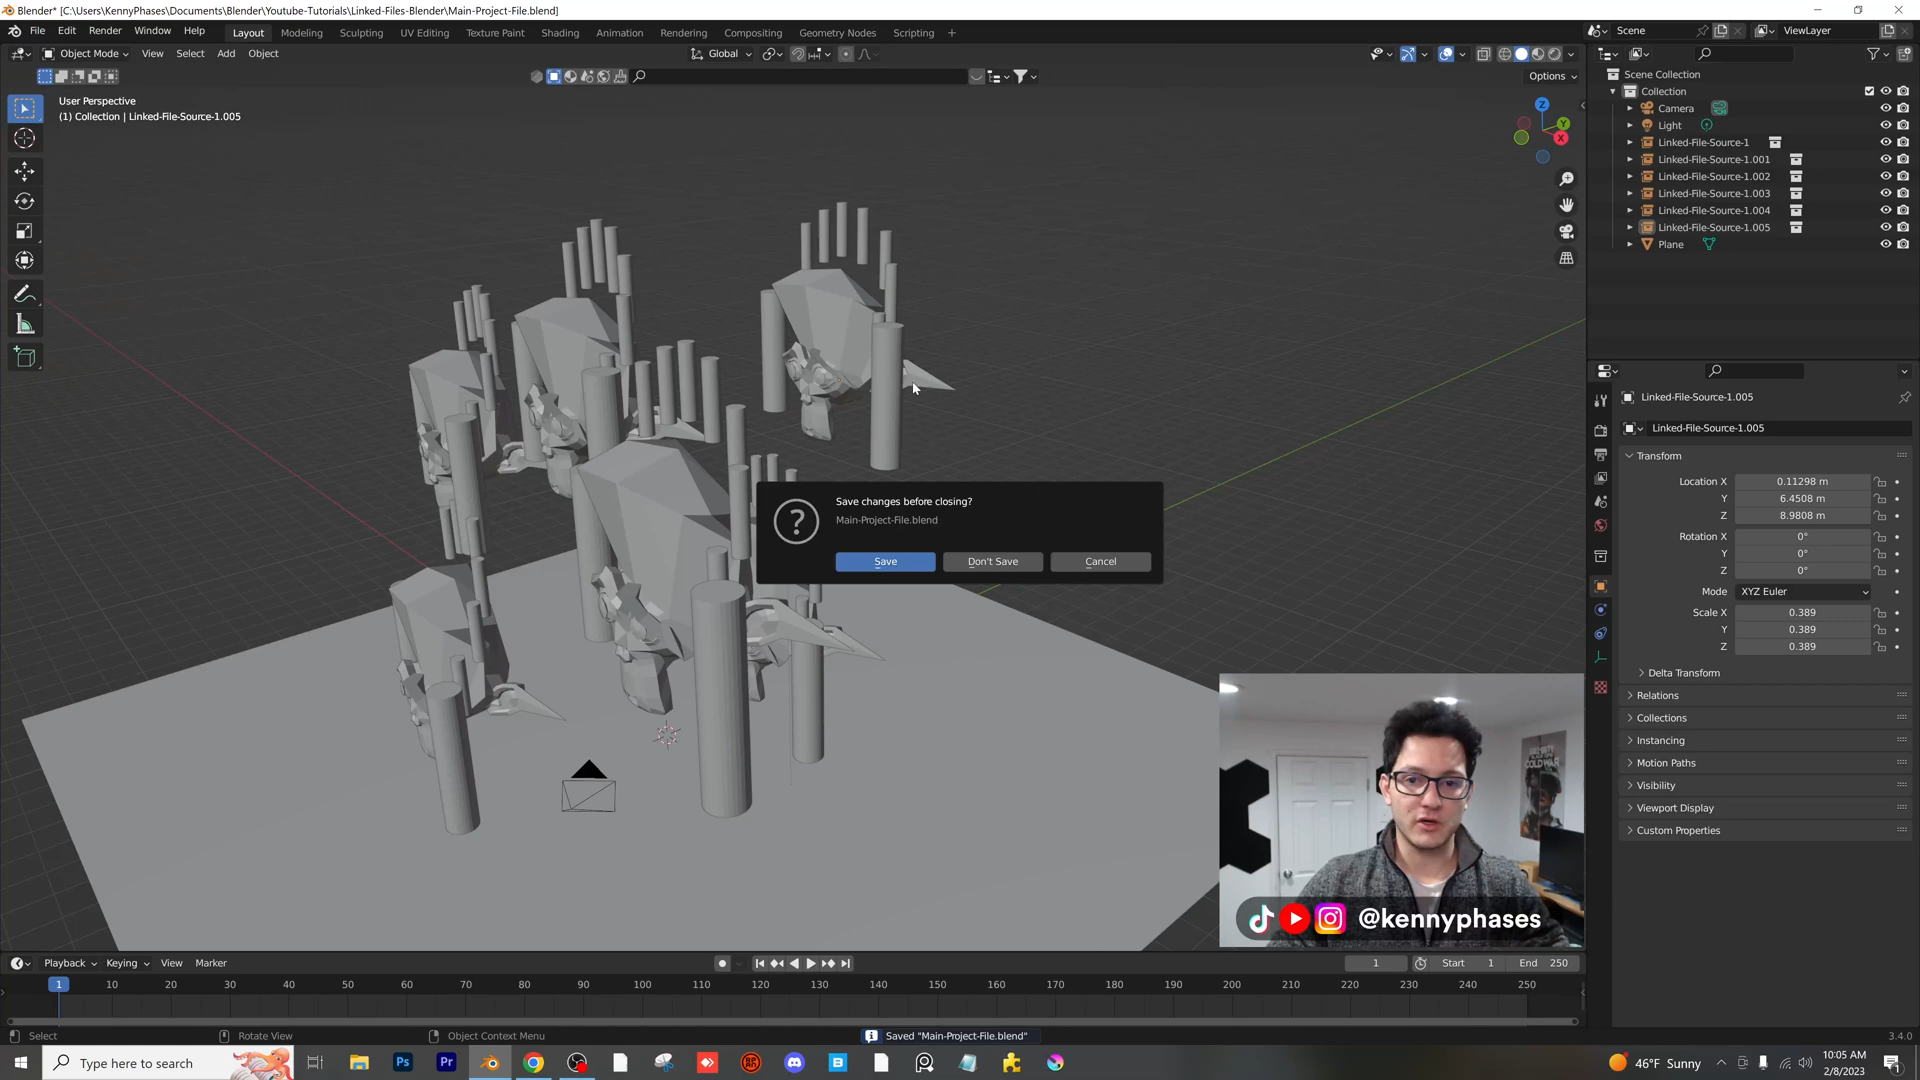 Blender* [C:\Users\KennyPhases\Documents\Blender\Youtube-Tutorials\Linked-Files-Blender\Main-Project-File.blend]
File Edit Render Window Help Layout Modeling Sculpting UV Editing Texture Paint Shading Animation Rendering Compositing Geometry Nodes Scripting + Scene ViewLayer
Object Mode View Select Add Object Global
Options
User Perspective
(1) Collection | Linked-File-Source-1.005
Z
Y
X
Scene Collection
Collection
Camera
Light
Linked-File-Source-1
Linked-File-Source-1.001
Linked-File-Source-1.002
Linked-File-Source-1.003
Linked-File-Source-1.004
Linked-File-Source-1.005
Plane
Linked-File-Source-1.005
Linked-File-Source-1.005
Transform
Location X 0.11298 m
Y 6.4508 m
Z 8.9808 m
Rotation X 0°
Y 0°
Z 0°
Mode XYZ Euler
Scale X 0.389
Y 0.389
Z 0.389
Delta Transform
Relations
Collections
Instancing
Motion Paths
Visibility
Viewport Display
Custom Properties
Save changes before closing?
Main-Project-File.blend
Save Don't Save Cancel
COLD WAR
@kennyphases
Playback Keying View Marker 1 Start 1 End 250
1 10 20 30 40 50 60 70 80 90 100 110 120 130 140 150 160 170 180 190 200 210 220 230 240 250
Select Rotate View Object Context Menu Saved "Main-Project-File.blend" 3.4.0
Type here to search Ps Pr 46°F Sunny 10:05 AM
2/8/2023